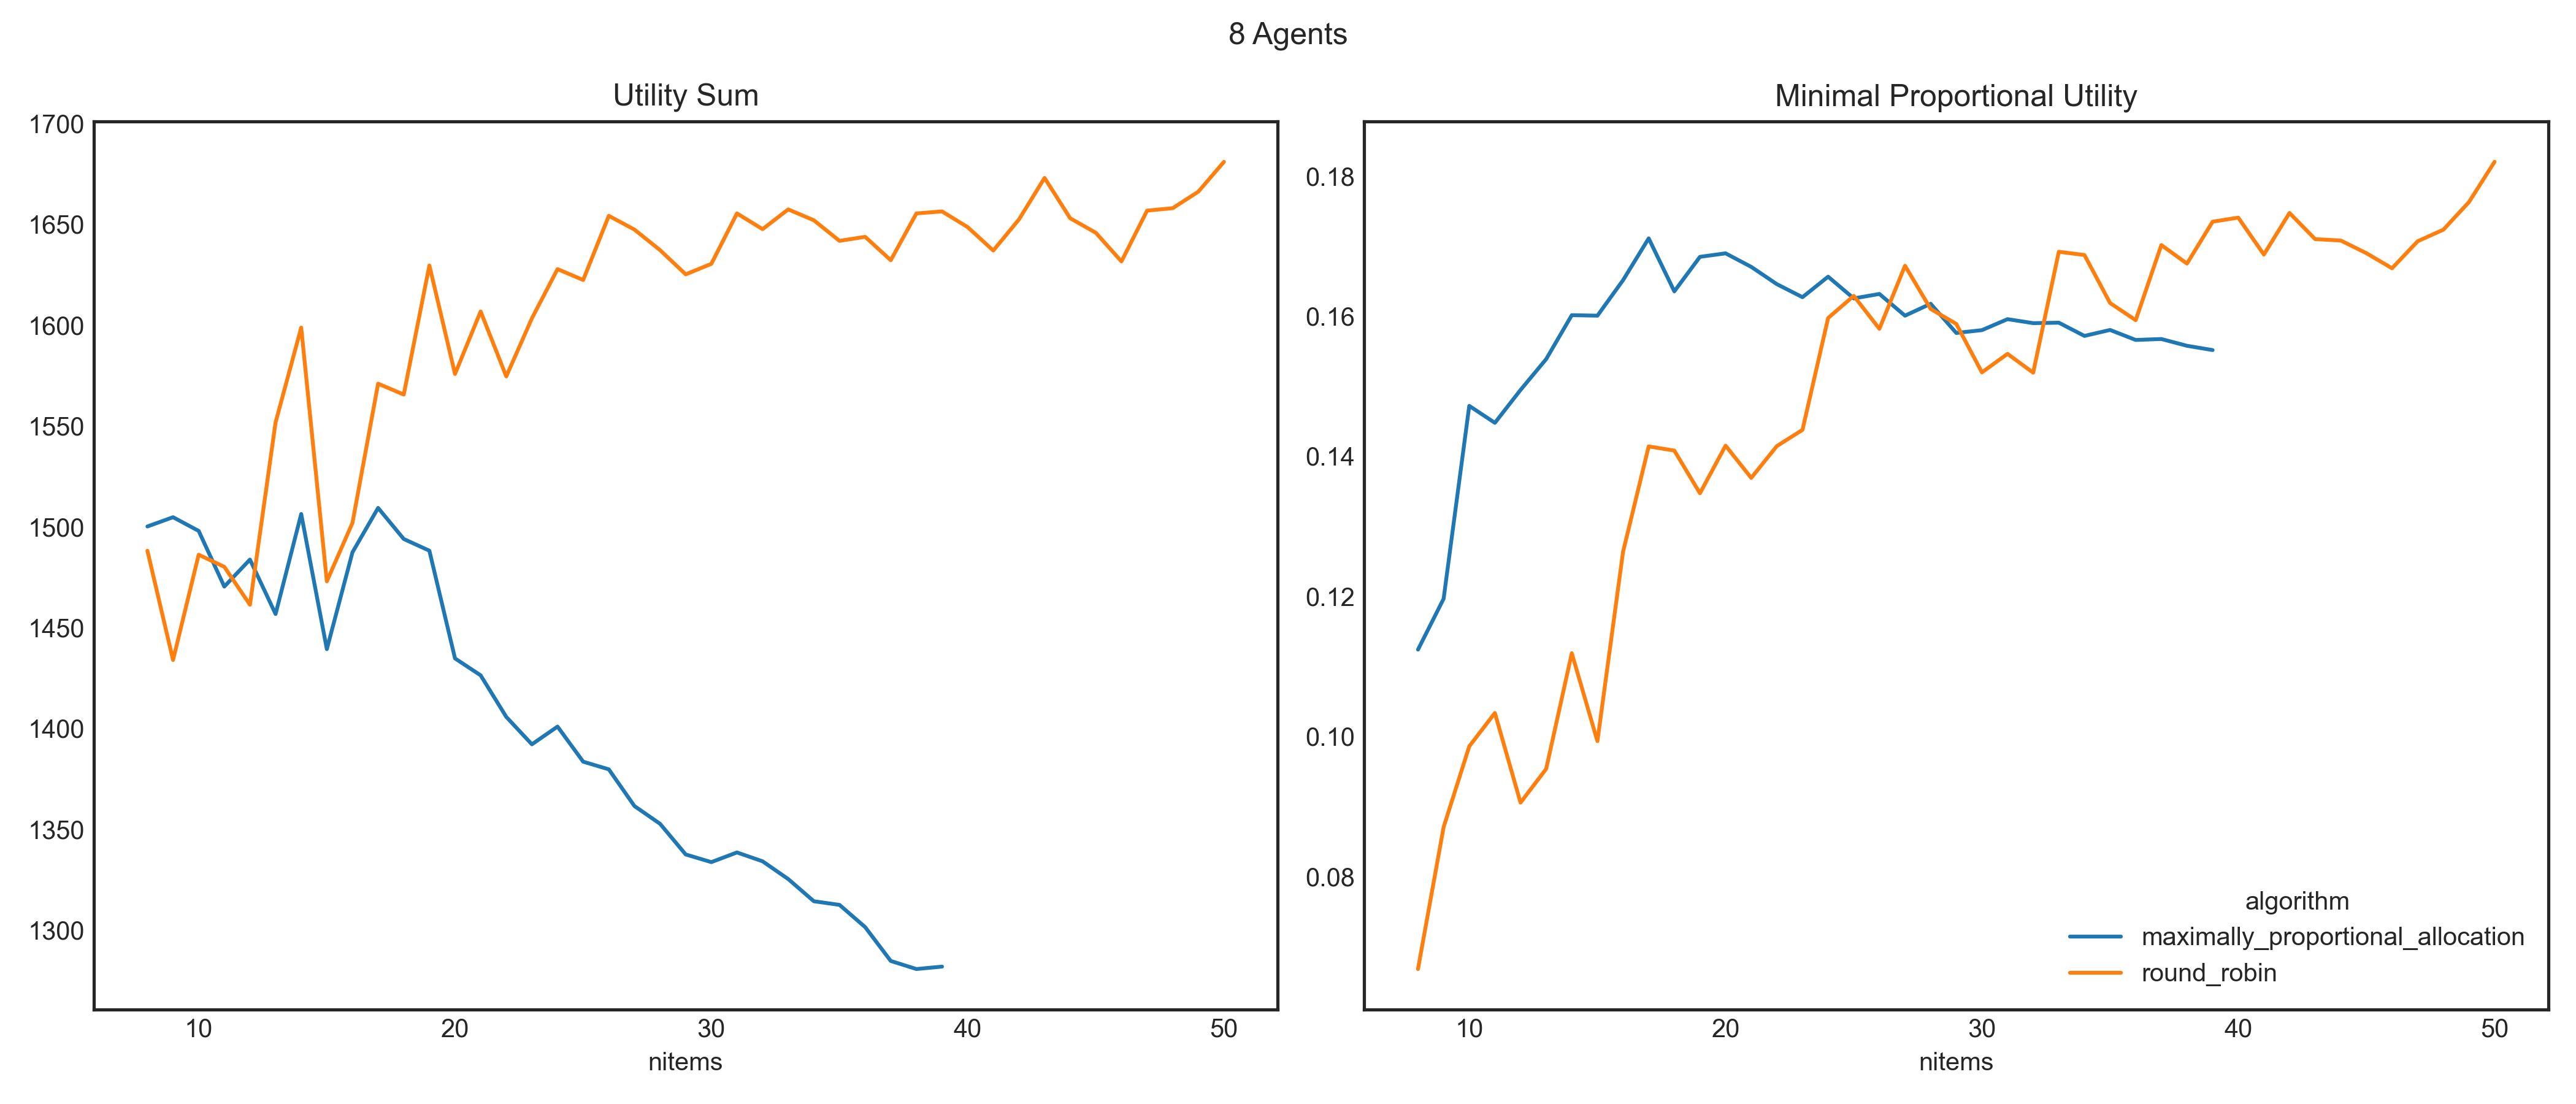 8 Agents
Utility Sum
1700
1650
1600
1550
1500
1450
1400
1350
1300
10 20 30 40 50
nitems
Minimal Proportional Utility
0.18
0.16
0.14
0.12
0.10
0.08
10 20 30 40 50
nitems
algorithm
maximally_proportional_allocation
round_robin